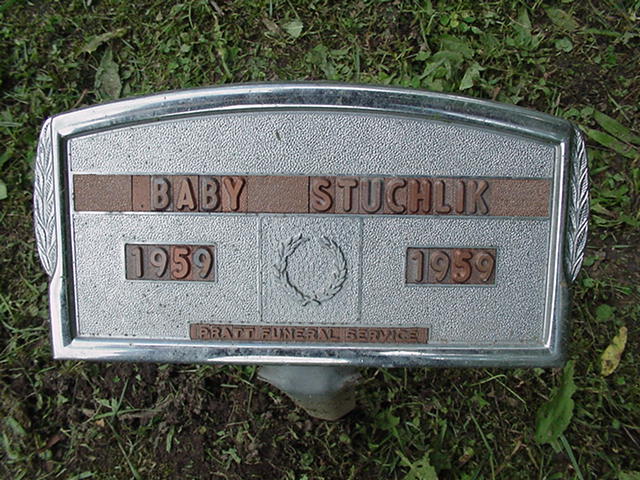 BABY STUCHLIK
1959 1959
PRATT FUNERAL SERVICE